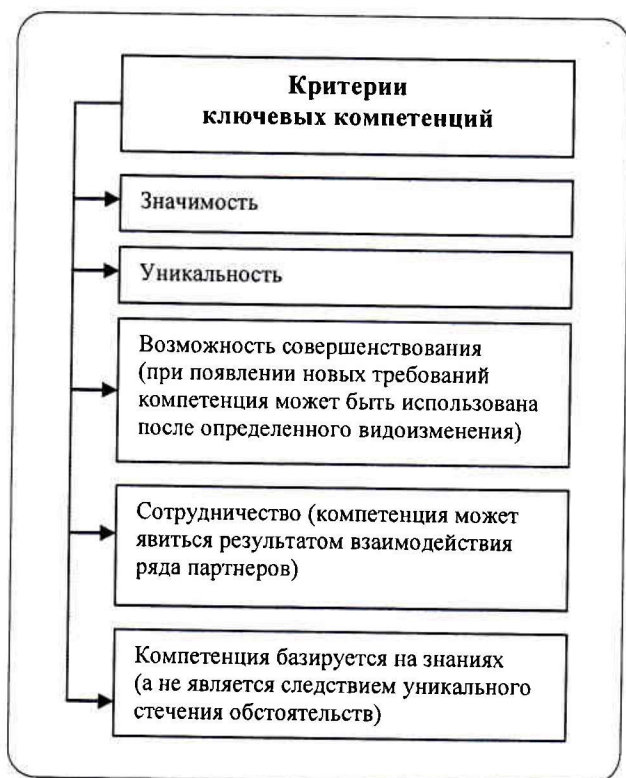 Критерии
ключевых компетенций
Значимость
Уникальность
Возможность совершенствования
(при появлении новых требований
компетенция может быть использована
после определенного видоизменения)
Сотрудничество (компетенция может
явиться результатом взаимодействия
ряда партнеров)
Компетенция базируется на знаниях
(а не является следствием уникального
стечения обстоятельств)